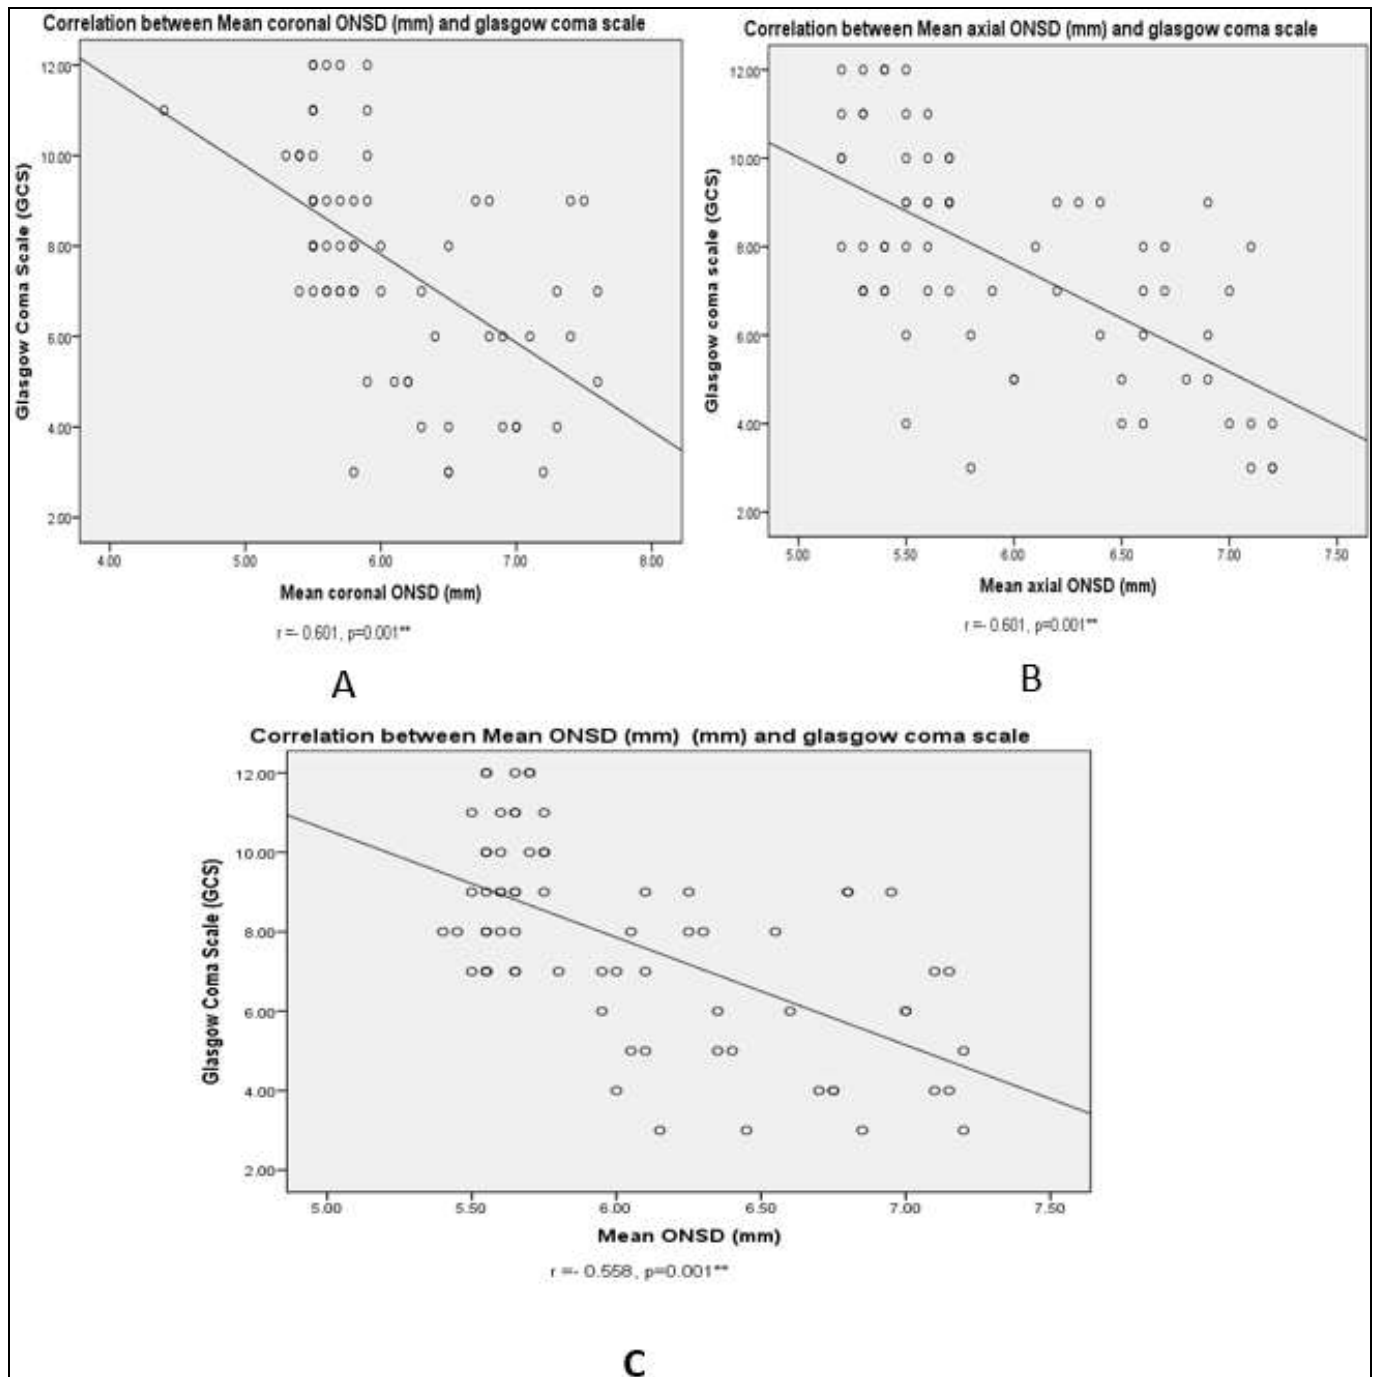 Correlation between Mean coronal ONSD (mm) and glasgow coma scale
Glasgow Coma Scale (GCS)
12.00
10.00
8.00
6.00
4.00
2.00
4.00 5.00 6.00 7.00 8.00
Mean coronal ONSD (mm)
r =- 0.601, p=0.001**
A
Correlation between Mean axial ONSD (mm) and glasgow coma scale
Glasgow coma scale (GCS)
12.00
10.00
8.00
6.00
4.00
2.00
5.00 5.50 6.00 6.50 7.00 7.50
Mean axial ONSD (mm)
r =- 0.601, p=0.001**
B
Correlation between Mean ONSD (mm) (mm) and glasgow coma scale
Glasgow Coma Scale (GCS)
12.00
10.00
8.00
6.00
4.00
2.00
5.00 5.50 6.00 6.50 7.00 7.50
Mean ONSD (mm)
r =- 0.558, p=0.001**
C